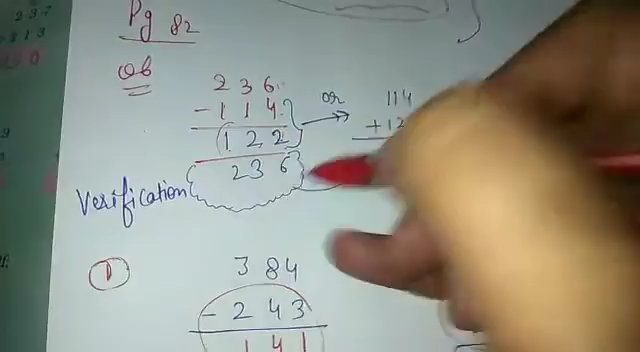 Pg 82
Ob
236
-114
122
236
or
114
+12
Verification
1
384
-243
141